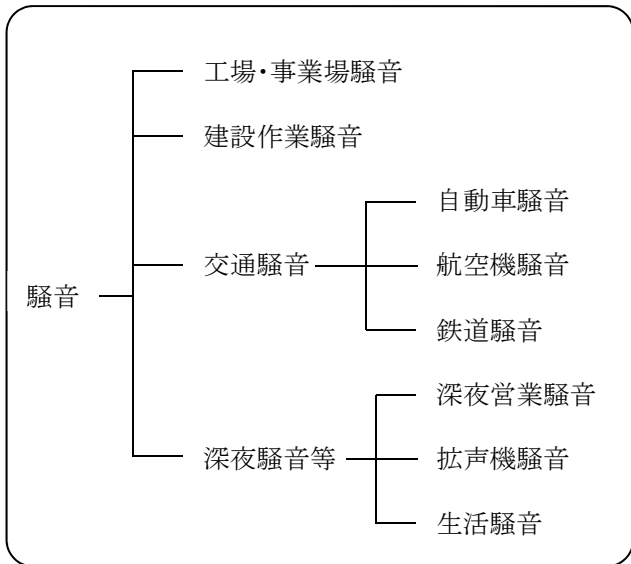 騒音
工場・事業場騒音
建設作業騒音
交通騒音
自動車騒音
航空機騒音
鉄道騒音
深夜騒音等
深夜営業騒音
拡声機騒音
生活騒音